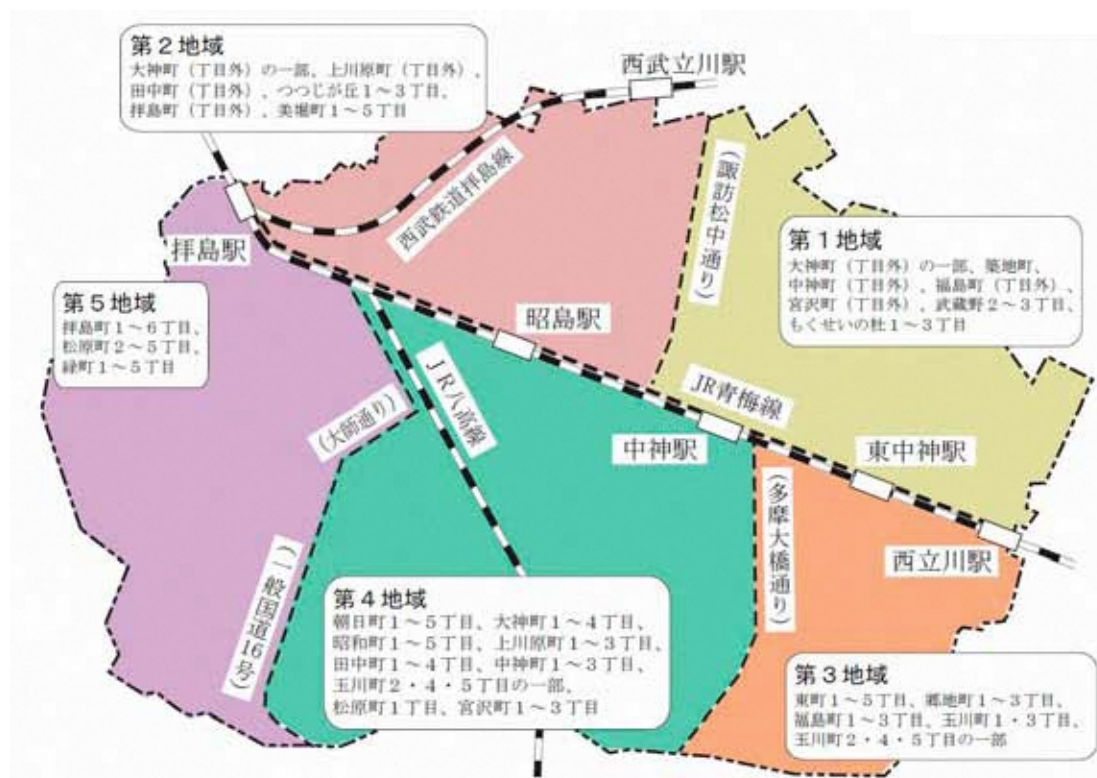 第2地域
大神町(丁目外)の一部、上川原町(丁目外)、
田中町(丁目外)、つつじが丘1~3丁目、
拝島町(丁目外)、美堀町1~5丁目
西武立川駅
西武鉄道拝島線
(諏訪松中通り)
第1地域
大神町(丁目外)の一部、築地町、
中神町(丁目外)、福島町(丁目外)、
宮沢町(丁目外)、武蔵野2~3丁目、
もくせいの杜1~3丁目
拝島駅
第5地域
拝島町1~6丁目、
松原町2~5丁目、
緑町1~5丁目
昭島駅
JR八高線
JR青梅線
(大師通り)
中神駅
東中神駅
(多摩大橋通り)
西立川駅
(一般国道16号)
第4地域
朝日町1~5丁目、大神町1~4丁目、
昭和町1~5丁目、上川原町1~3丁目、
田中町1~4丁目、中神町1~3丁目、
玉川町2・4・5丁目の一部、
松原町1丁目、宮沢町1~3丁目
第3地域
東町1~5丁目、郷地町1~3丁目、
福島町1~3丁目、玉川町1・3丁目、
玉川町2・4・5丁目の一部